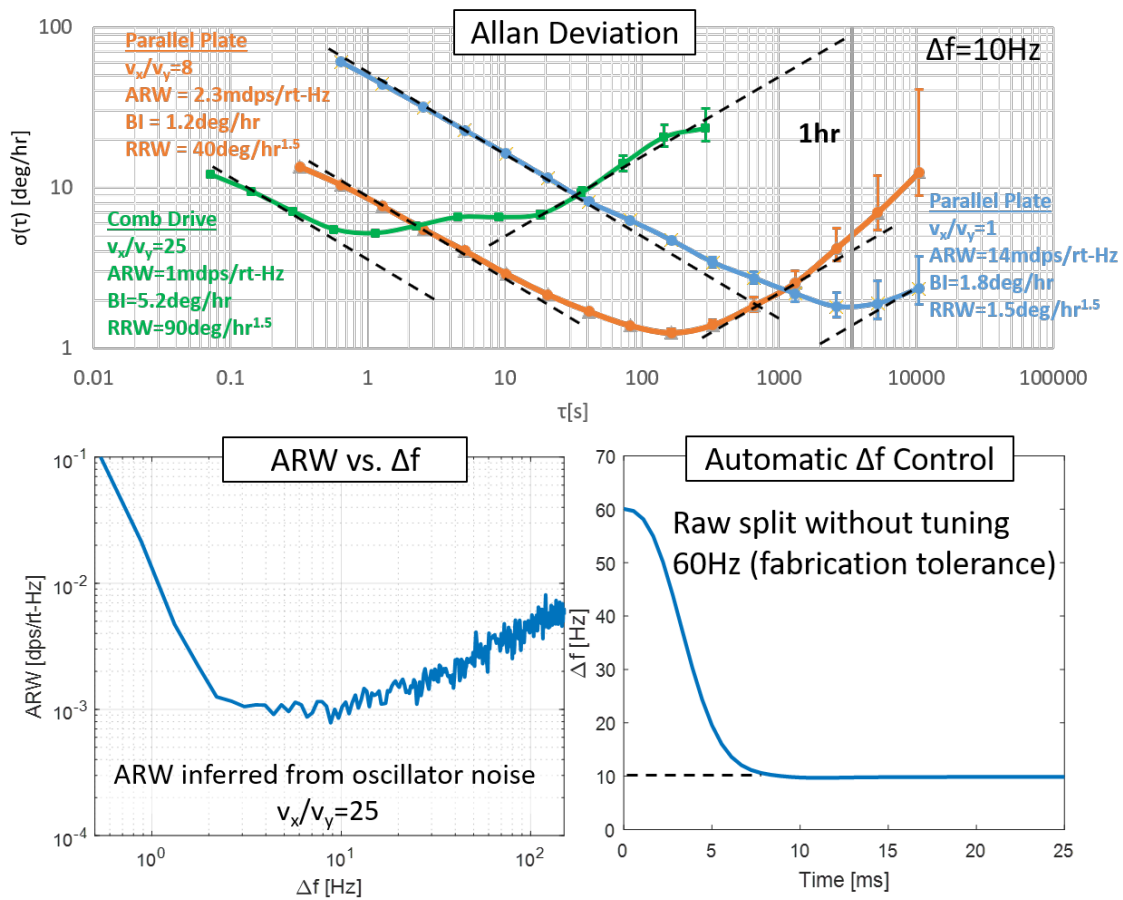 Allan Deviation
100
10
1
σ(τ) [deg/hr]
Parallel Plate
vₓ/vᵧ=8
ARW = 2.3mdps/rt-Hz
BI = 1.2deg/hr
RRW = 40deg/hr¹·⁵
Comb Drive
vₓ/vᵧ=25
ARW=1mdps/rt-Hz
BI=5.2deg/hr
RRW=90deg/hr¹·⁵
Δf=10Hz
1hr
Parallel Plate
vₓ/vᵧ=1
ARW=14mdps/rt-Hz
BI=1.8deg/hr
RRW=1.5deg/hr¹·⁵
0.01 0.1 1 10 100 1000 10000 100000
τ[s]
ARW vs. Δf
10⁻¹
10⁻²
10⁻³
10⁻⁴
ARW [dps/rt-Hz]
ARW inferred from oscillator noise
vₓ/vᵧ=25
10⁰ 10¹ 10²
Δf [Hz]
Automatic Δf Control
70
60
50
40
30
20
10
0
Δf [Hz]
Raw split without tuning
60Hz (fabrication tolerance)
0 5 10 15 20 25
Time [ms]